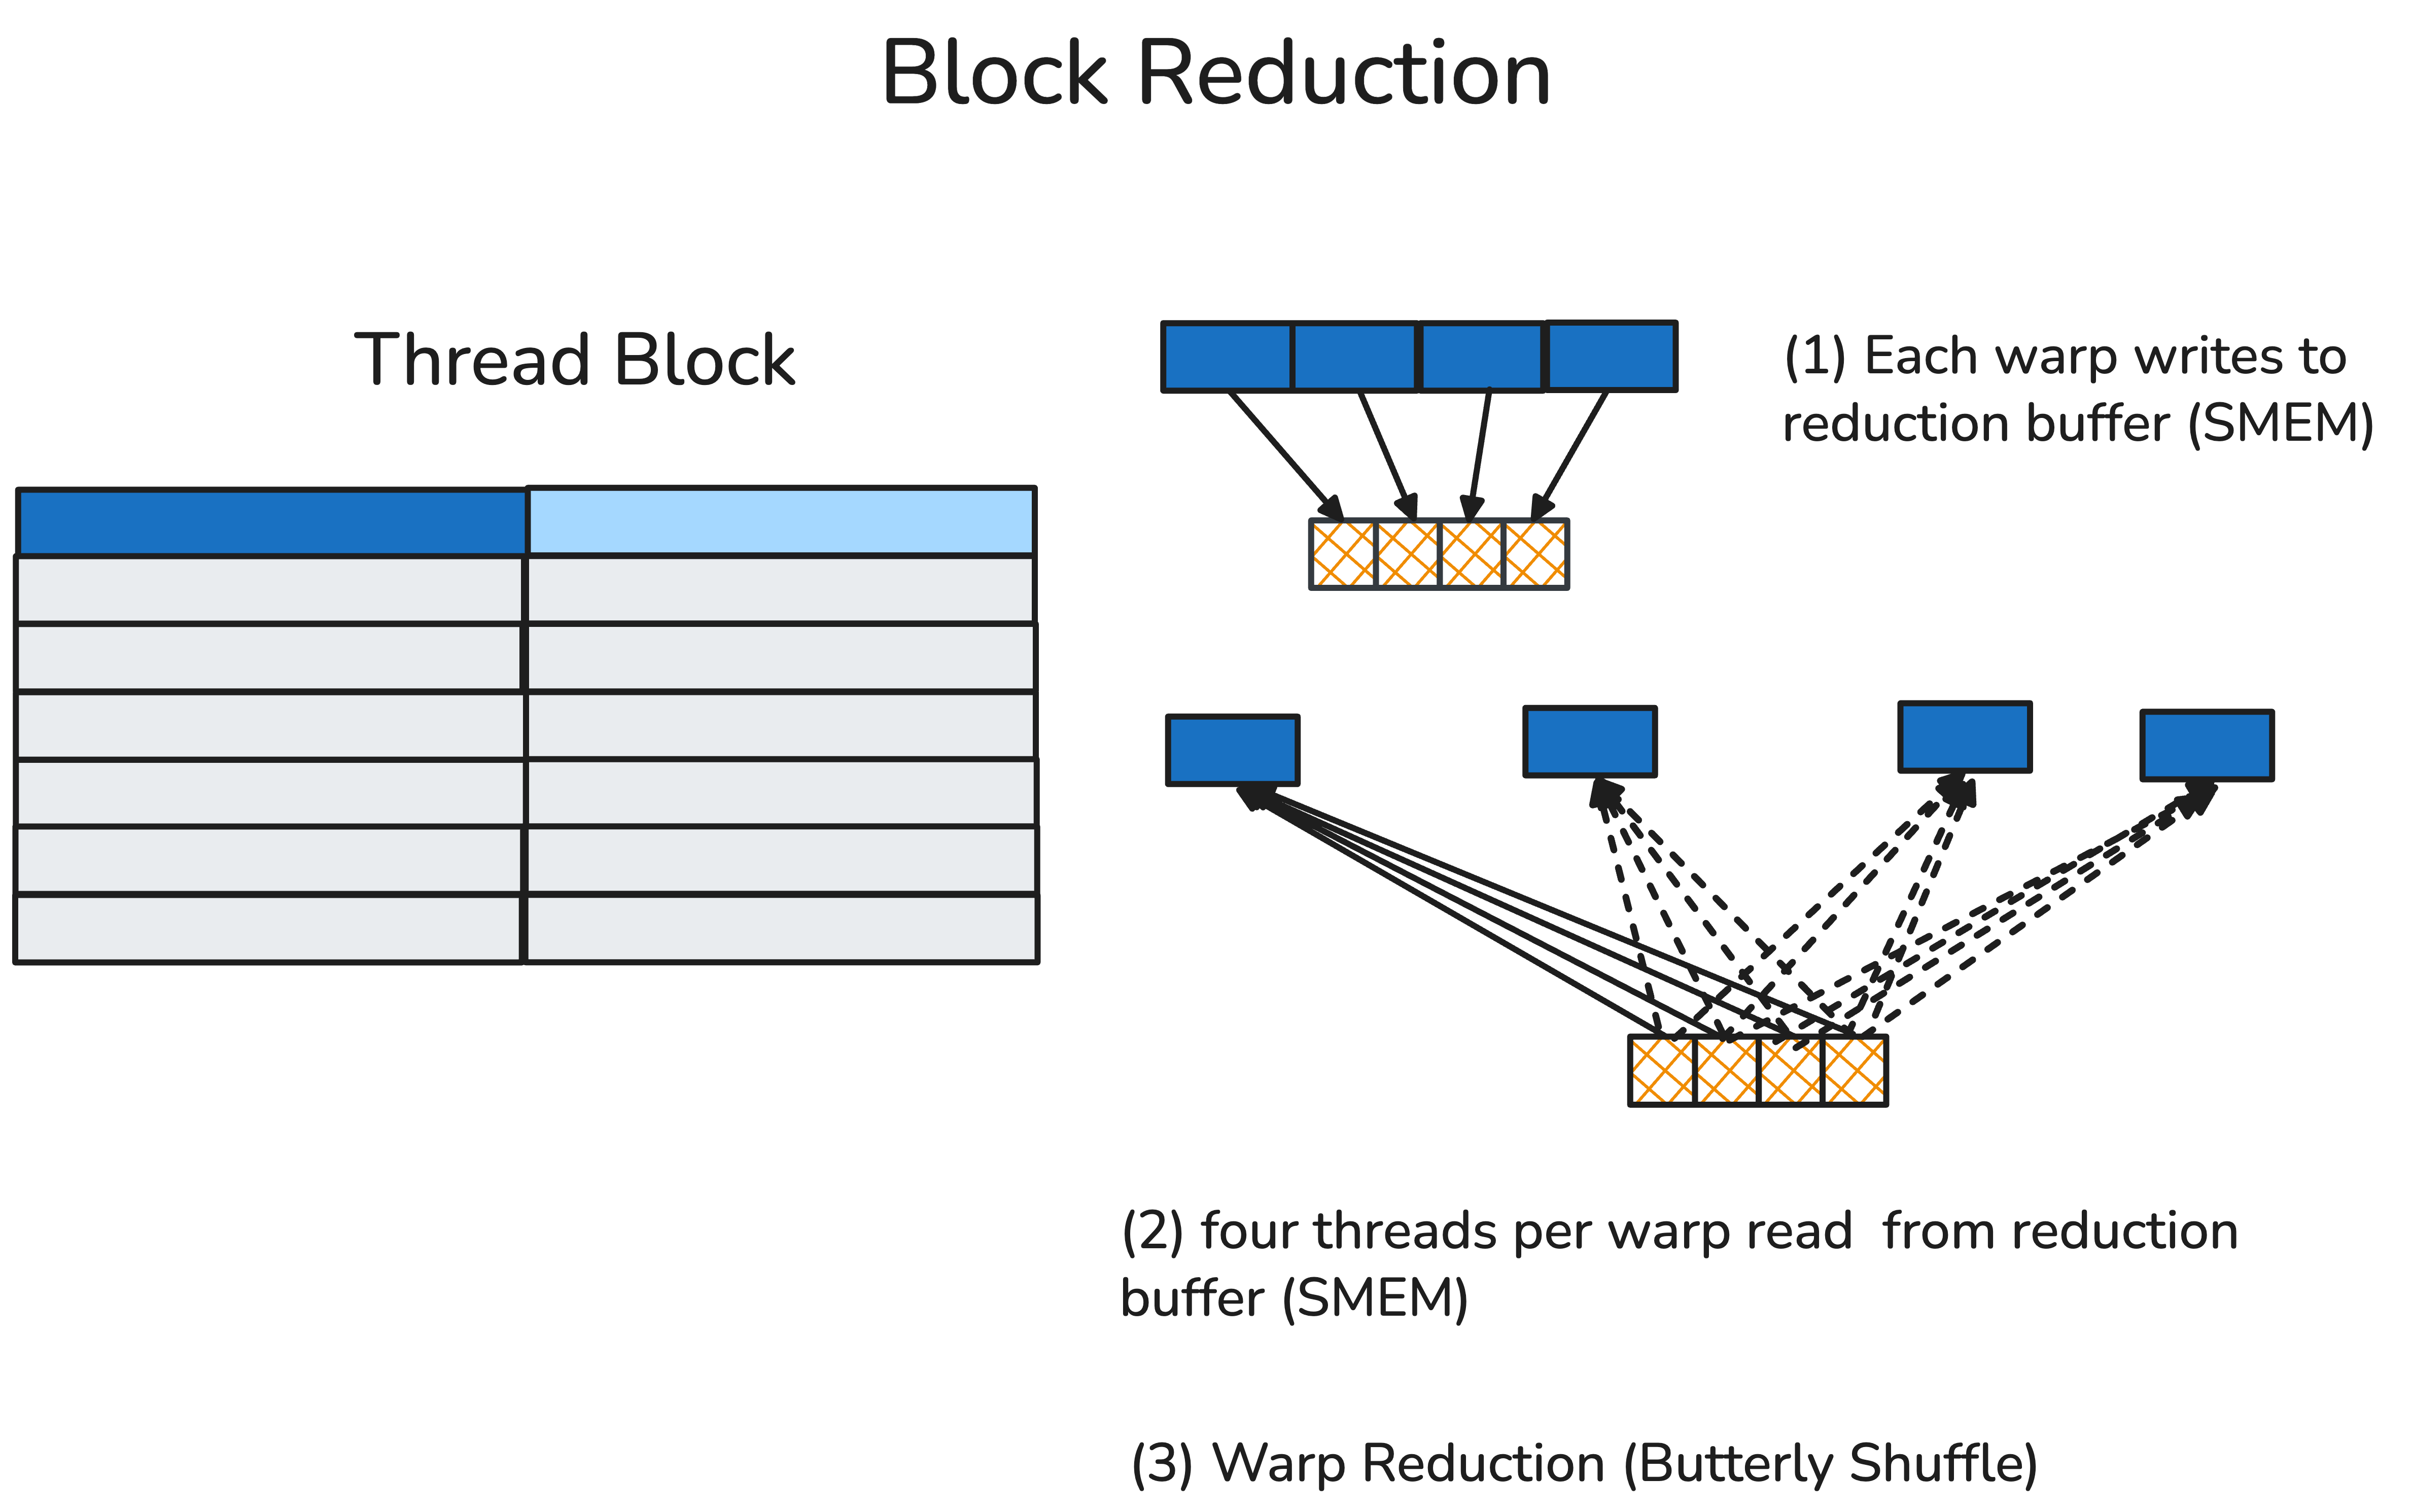 Block Reduction
Thread Block
(1) Each warp writes to
reduction buffer (SMEM)
(2) four threads per warp read  from reduction
buffer (SMEM)
(3) Warp Reduction (Butterly Shuffle)